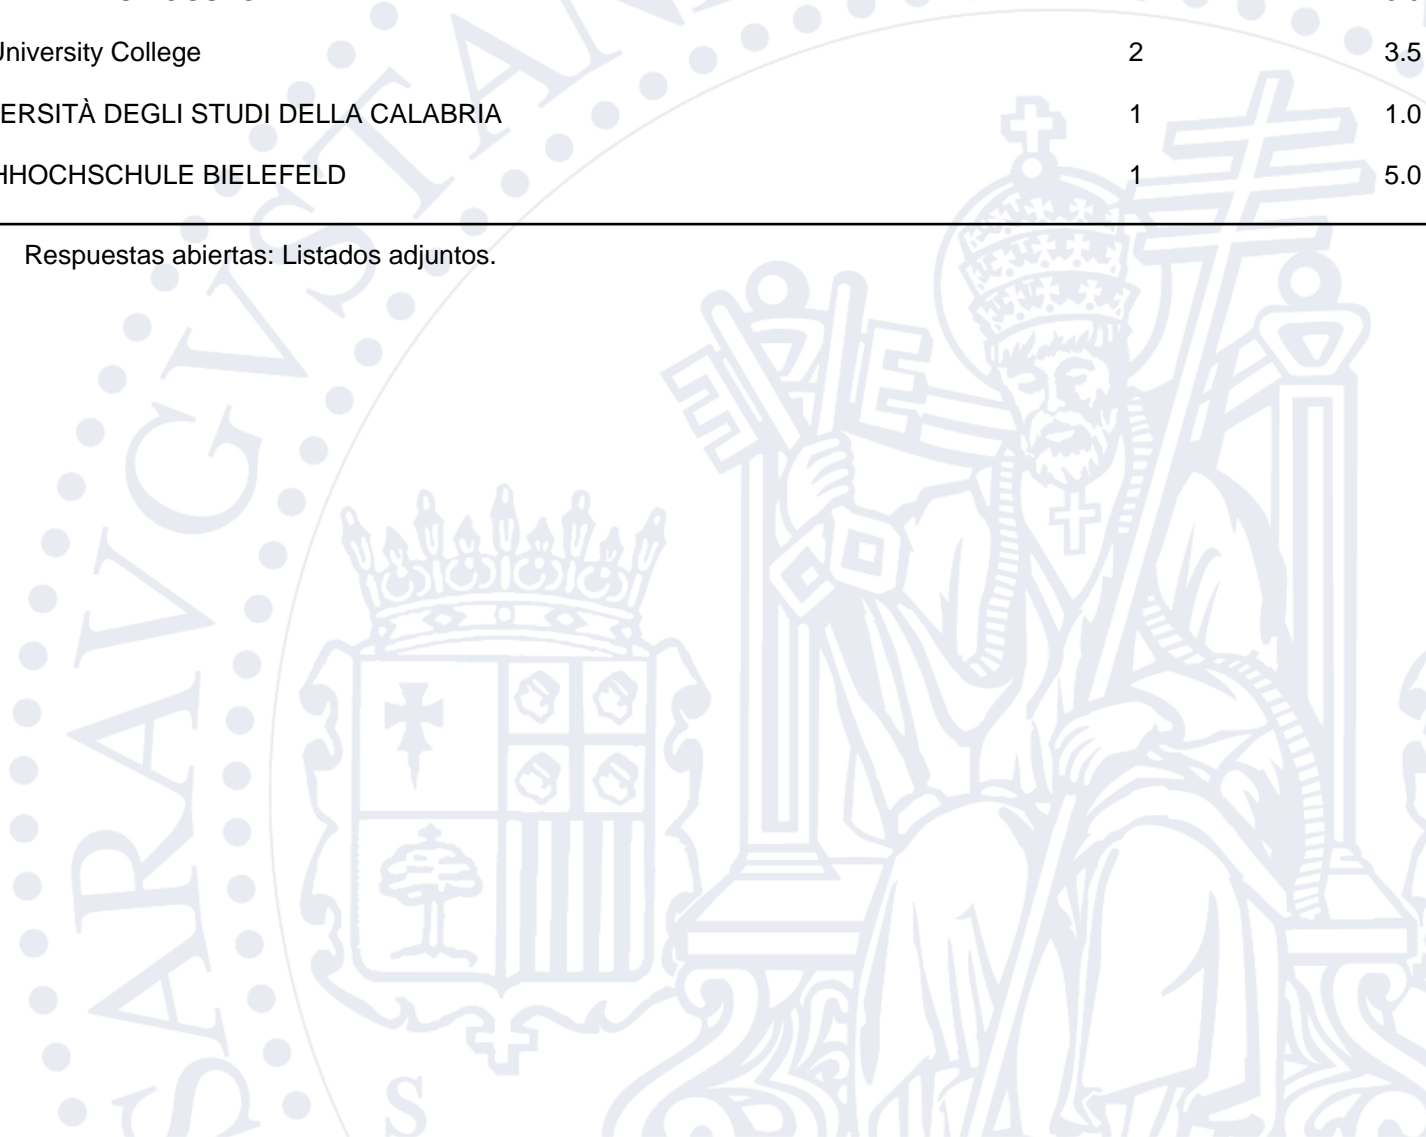 University College 2 3.5
ERSITÀ DEGLI STUDI DELLA CALABRIA 1 1.0
HHOCHSCHULE BIELEFELD 1 5.0
Respuestas abiertas: Listados adjuntos.
SARAVGVSTAN
S